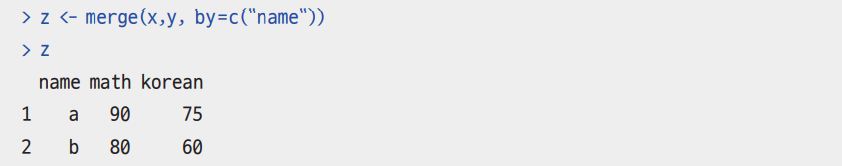 > z <- merge(x,y, by=c("name"))
> z
name math korean
1 a 90 75
2 b 80 60